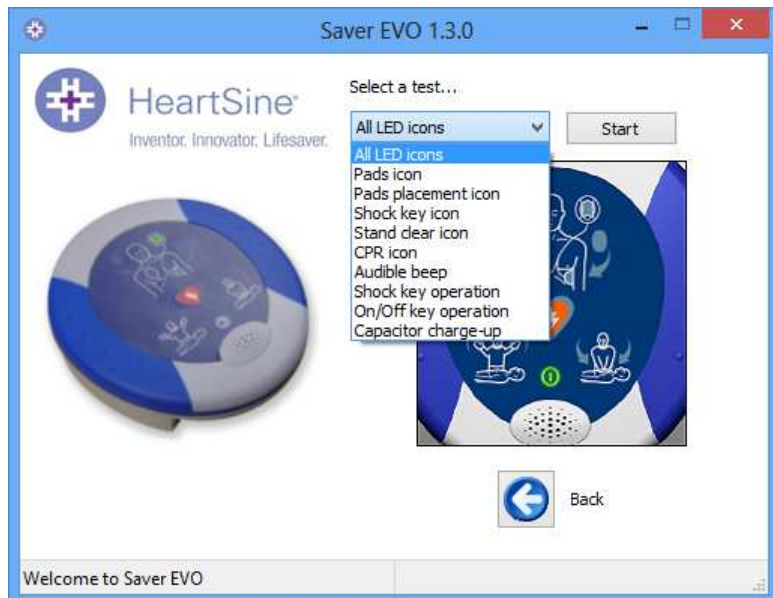 Saver EVO 1.3.0
HeartSine®
Inventor. Innovator. Lifesaver.
Select a test...
All LED icons
Start
All LED icons
Pads icon
Pads placement icon
Shock key icon
Stand clear icon
CPR icon
Audible beep
Shock key operation
On/Off key operation
Capacitor charge-up
Back
Welcome to Saver EVO